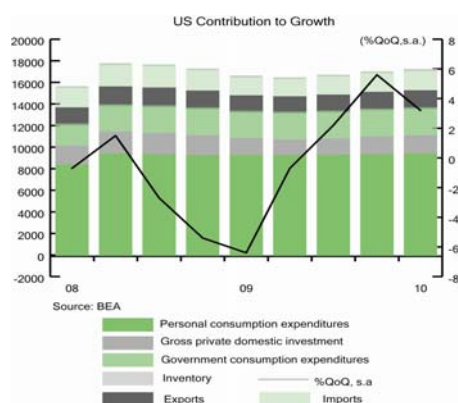 US Contribution to Growth
20000
18000
16000
14000
12000
10000
8000
6000
4000
2000
0
-2000
(%QoQ,s.a.)
8
6
4
2
0
-2
-4
-6
-8
08 09 10
Source: BEA
Personal consumption expenditures
Gross private domestic investment
Government consumption expenditures
Inventory %QoQ, s.a
Exports Imports